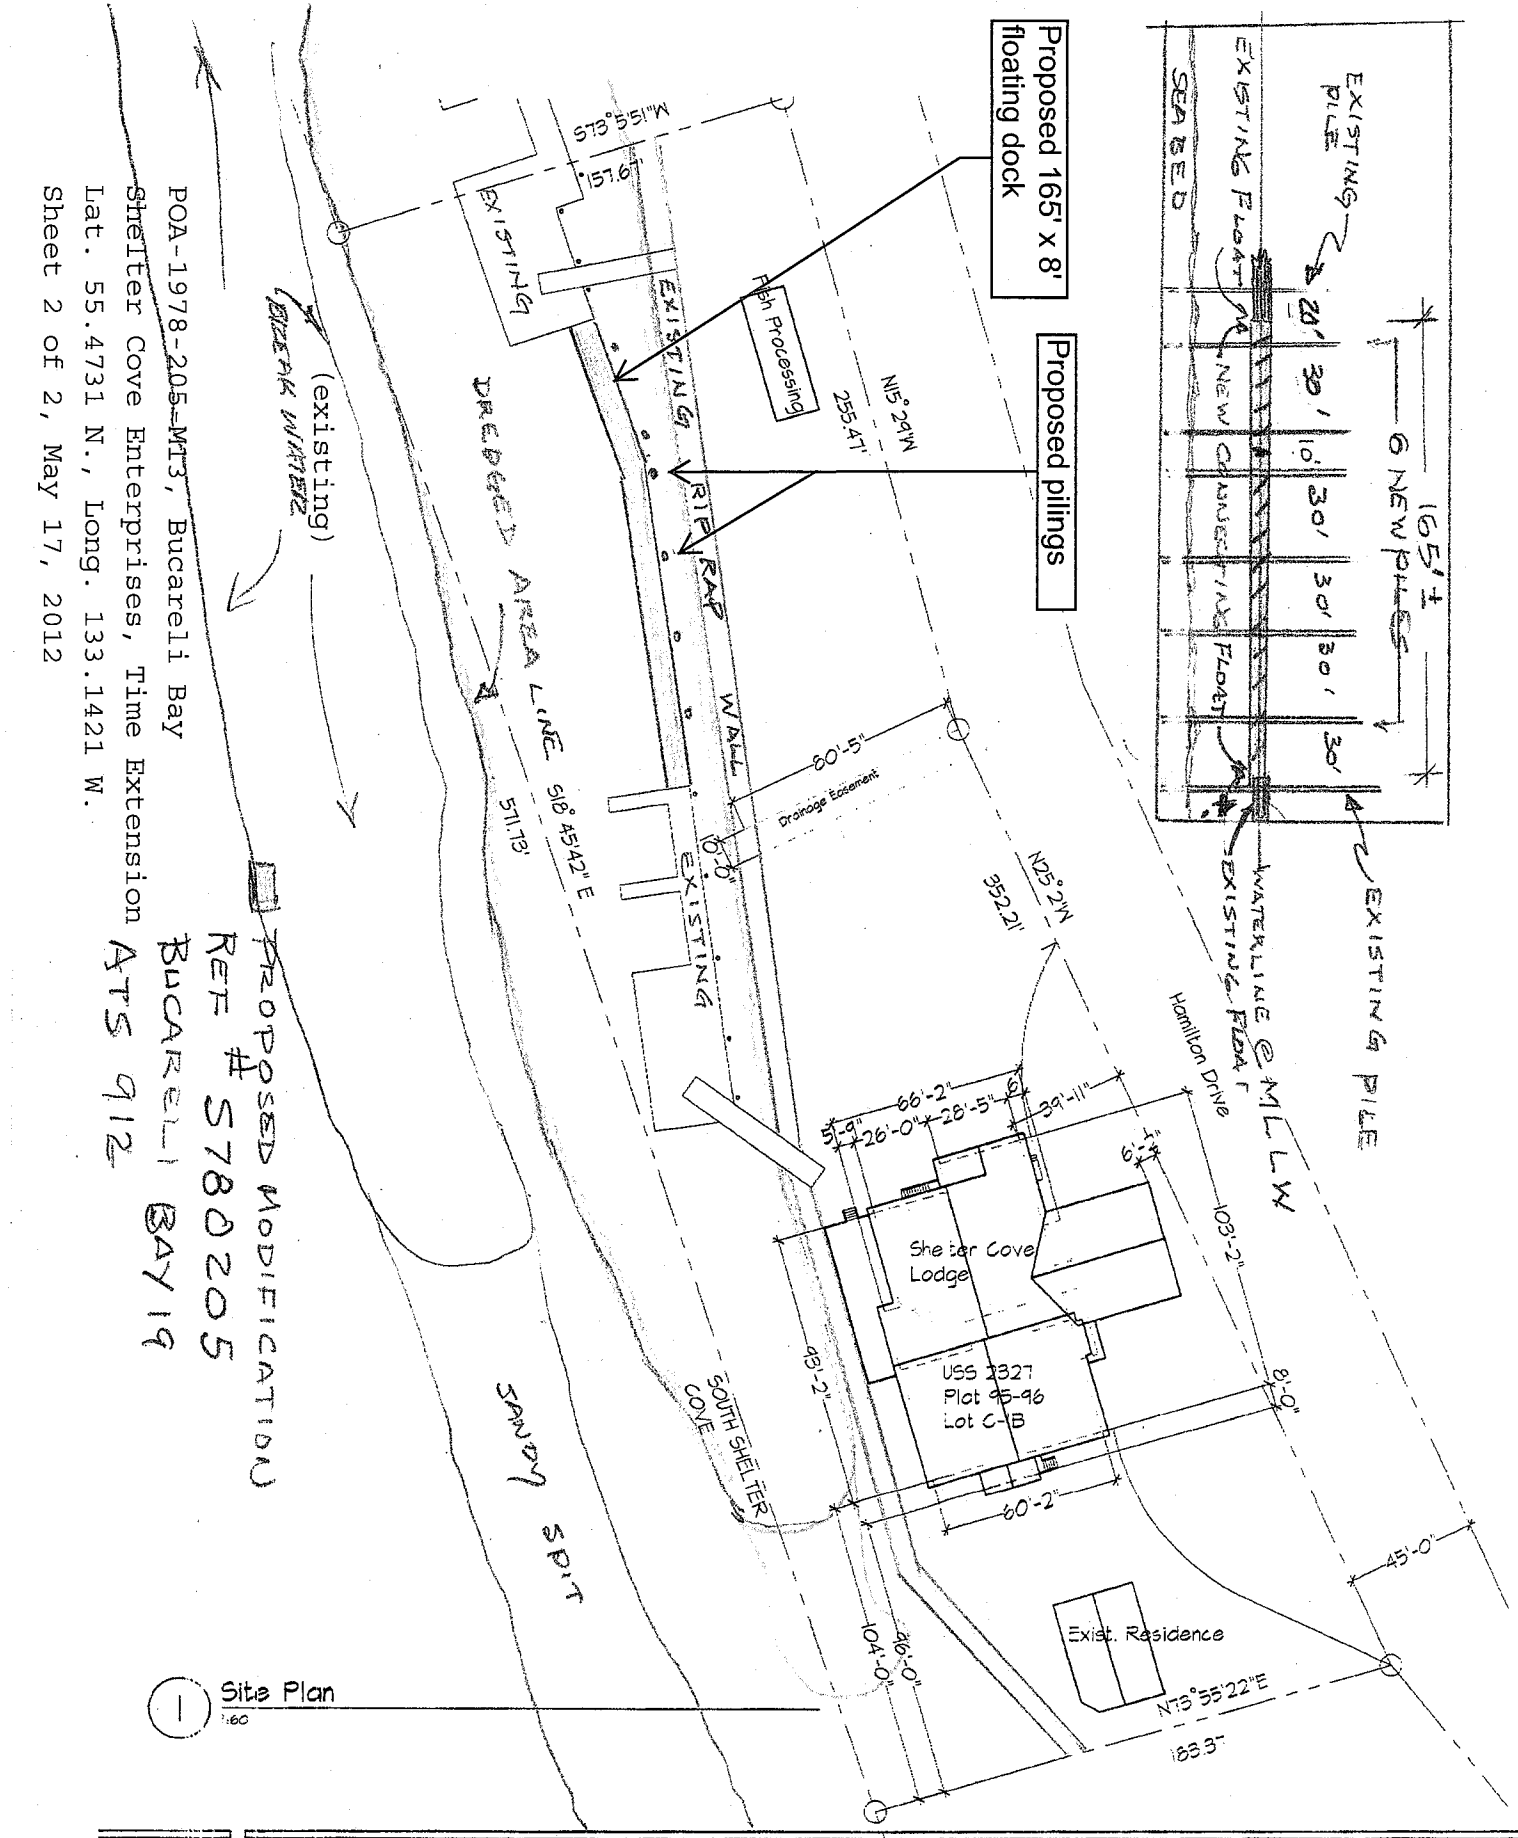 EXISTING
PILE
EXISTING FLOAT
SEABED
165'±
6 NEW PILES
20'
30'
10'
30'
30'
30'
30'
NEW CONNECTING FLOAT
EXISTING PILE
WATERLINE @ MLLW
EXISTING FLOAT
Proposed 165' x 8'
floating dock
Proposed pilings
S73°5'51"W
157.6'
N15°29'W
255.47'
Fish Processing
EXISTING
EXISTING RIP RAP WALL
N25°2'W
352.21'
80'-5"
Drainage Easement
10'-0"
EXISTING
Hamilton Drive
66'-2"
5'-9"
26'-0"
28'-5"
6'
39'-11"
103'-2"
8'-0"
Shelter Cove
Lodge
USS 2327
Plat 95-96
Lot C-1B
93'-2"
60'-2"
45'-0"
Exist. Residence
N73°55'22"E
183.37
104'-0"
96'-0"
SOUTH SHELTER
COVE
DREDGED AREA LINE
S18°45'42"E
571.73'
(existing)
BREAK WATER
SANDY SPIT
POA-1978-205-M13, Bucareli Bay
Shelter Cove Enterprises, Time Extension
Lat. 55.4731 N., Long. 133.1421 W.
Sheet 2 of 2, May 17, 2012
PROPOSED MODIFICATION
REF # 5780205
BUCARELI BAY 19
ATS 912
1
Site Plan
1:60